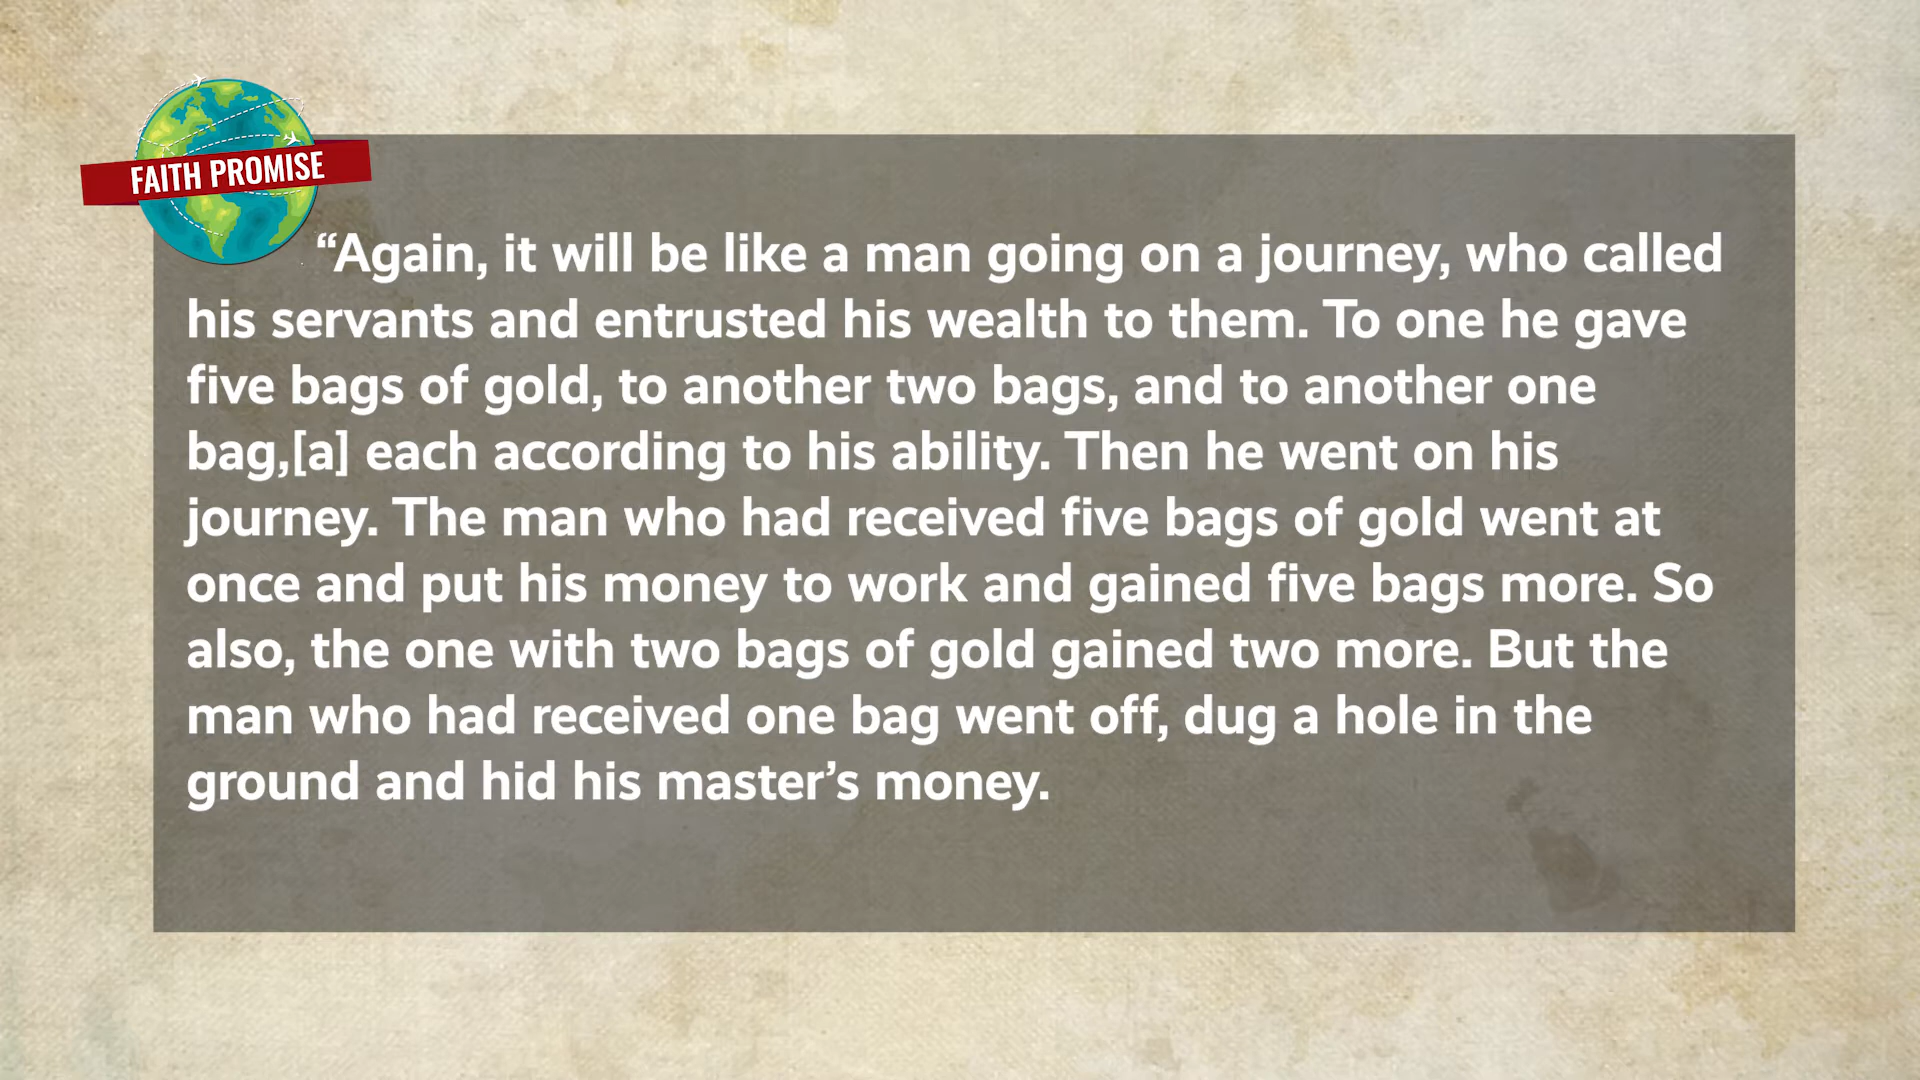 FAITH PROMISE
“Again, it will be like a man going on a journey, who called
his servants and entrusted his wealth to them. To one he gave
five bags of gold, to another two bags, and to another one
bag,[a] each according to his ability. Then he went on his
journey. The man who had received five bags of gold went at
once and put his money to work and gained five bags more. So
also, the one with two bags of gold gained two more. But the
man who had received one bag went off, dug a hole in the
ground and hid his master’s money.